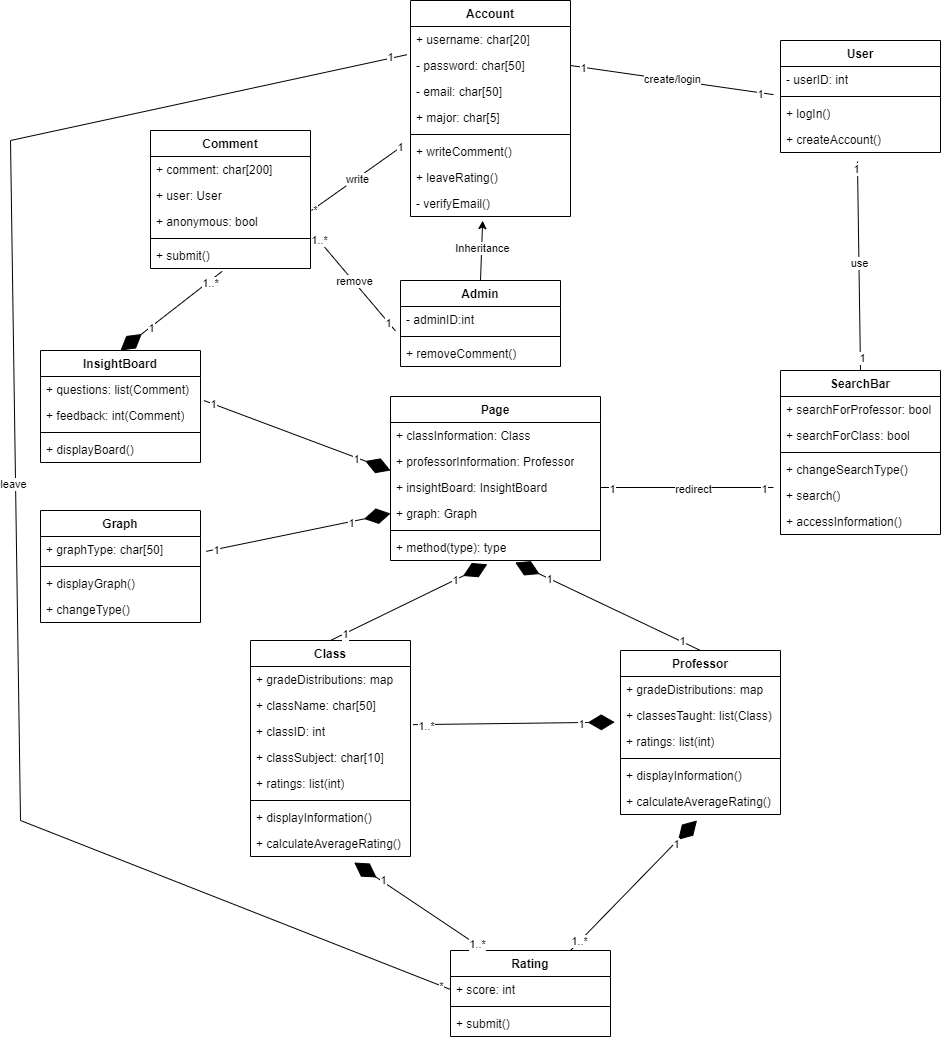 Account
+ username: char[20]
- password: char[50]
- email: char[50]
+ major: char[5]
+ writeComment()
+ leaveRating()
- verifyEmail()
User
- userID: int
+ logIn()
+ createAccount()
1
create/login
1
1
Comment
+ comment: char[200]
+ user: User
+ anonymous: bool
+ submit()
1
write
*
1..*
remove
1
Inheritance
Admin
- adminID:int
+ removeComment()
1
use
1
1..*
1
InsightBoard
+ questions: list(Comment)
+ feedback: int(Comment)
+ displayBoard()
SearchBar
+ searchForProfessor: bool
+ searchForClass: bool
+ changeSearchType()
+ search()
+ accessInformation()
Page
+ classInformation: Class
+ professorInformation: Professor
+ insightBoard: InsightBoard
+ graph: Graph
+ method(type): type
1
1
1
redirect
1
leave
Graph
+ graphType: char[50]
+ displayGraph()
+ changeType()
1
1
1
1
1
1
Class
+ gradeDistributions: map
+ className: char[50]
+ classID: int
+ classSubject: char[10]
+ ratings: list(int)
+ displayInformation()
+ calculateAverageRating()
Professor
+ gradeDistributions: map
+ classesTaught: list(Class)
+ ratings: list(int)
+ displayInformation()
+ calculateAverageRating()
1..*
1
1
1
1..*
1..*
*
Rating
+ score: int
+ submit()